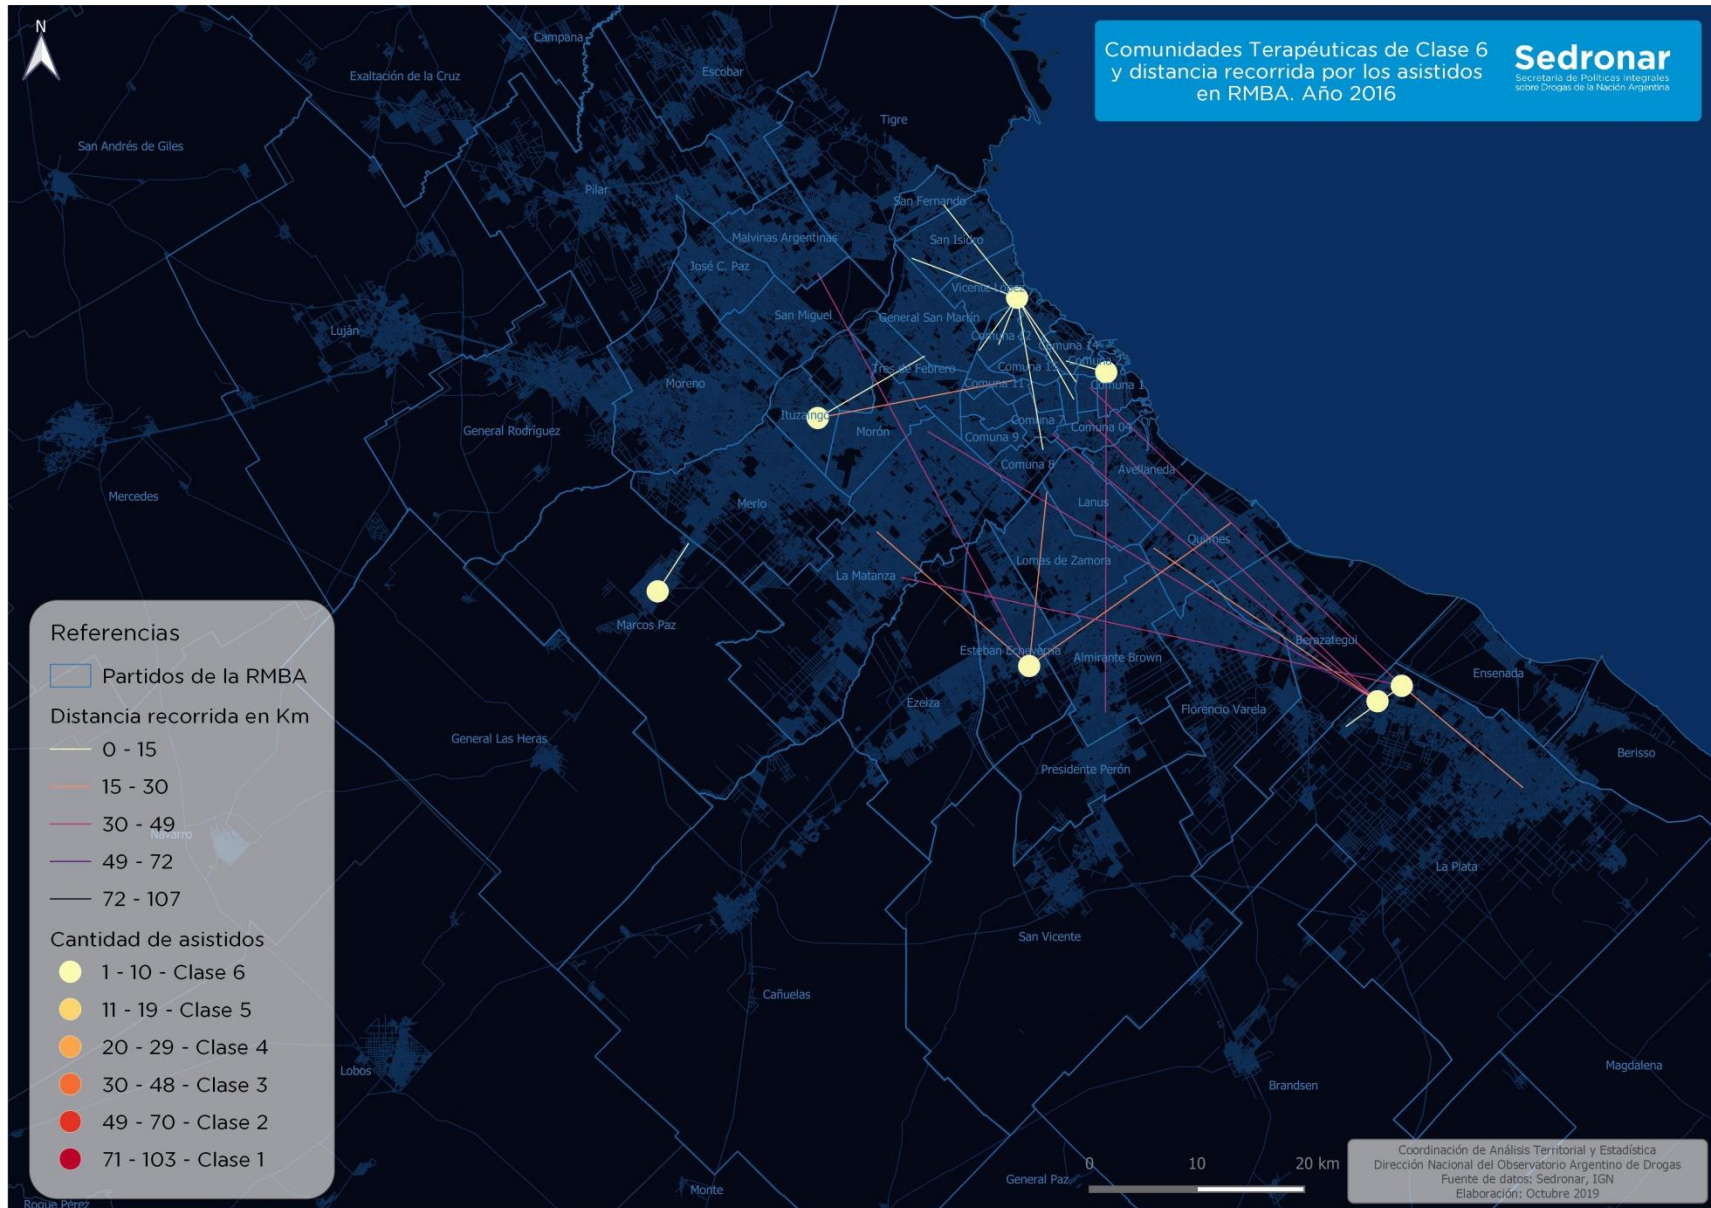 N
Comunidades Terapéuticas de Clase 6
y distancia recorrida por los asistidos
en RMBA. Año 2016
Sedronar
Secretaría de Políticas Integrales
sobre Drogas de la Nación Argentina
Campana
Exaltación de la Cruz
Escobar
Tigre
San Andrés de Giles
Pilar
San Fernando
Malvinas Argentinas
San Isidro
José C. Paz
Vicente López
San Miguel
General San Martín
Luján
Comuna 12
Comuna 14
Comuna 2
Tres de Febrero
Comuna 15
Moreno
Comuna 11
Comuna 1
Ituzaingó
General Rodríguez
Morón
Comuna 7
Comuna 04
Comuna 9
Comuna 8
Avellaneda
Mercedes
Merlo
Lanus
Quilmes
Lomas de Zamora
La Matanza
Marcos Paz
Berazategui
Esteban Echeverría
Almirante Brown
Ensenada
Ezeiza
Florencio Varela
General Las Heras
Berisso
Presidente Perón
La Plata
San Vicente
Cañuelas
Magdalena
Brandsen
Lobos
Navarro
General Paz
Monte
Roque Pérez
Referencias
Partidos de la RMBA
Distancia recorrida en Km
0 - 15
15 - 30
30 - 49
49 - 72
72 - 107
Cantidad de asistidos
1 - 10 - Clase 6
11 - 19 - Clase 5
20 - 29 - Clase 4
30 - 48 - Clase 3
49 - 70 - Clase 2
71 - 103 - Clase 1
0 10 20 km
Coordinación de Análisis Territorial y Estadística
Dirección Nacional del Observatorio Argentino de Drogas
Fuente de datos: Sedronar, IGN
Elaboración: Octubre 2019